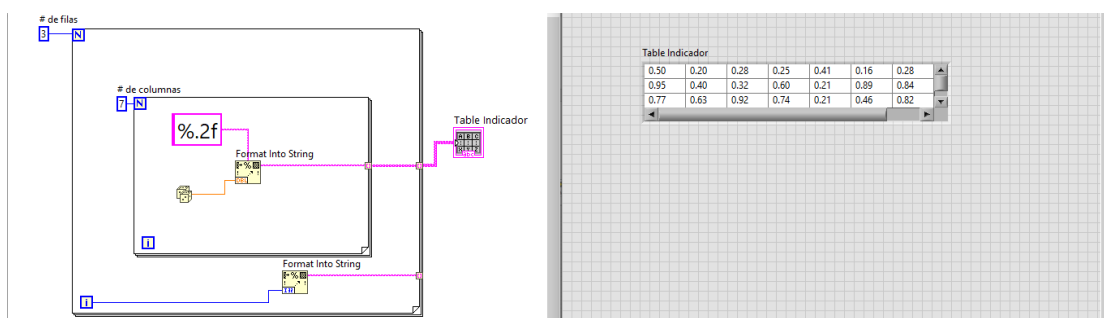 # de filas
3
N
# de columnas
7
N
%.2f
Format Into String
Table Indicador
i
Format Into String
i
Table Indicador
0.50 0.20 0.28 0.25 0.41 0.16 0.28
0.95 0.40 0.32 0.60 0.21 0.89 0.84
0.77 0.63 0.92 0.74 0.21 0.46 0.82